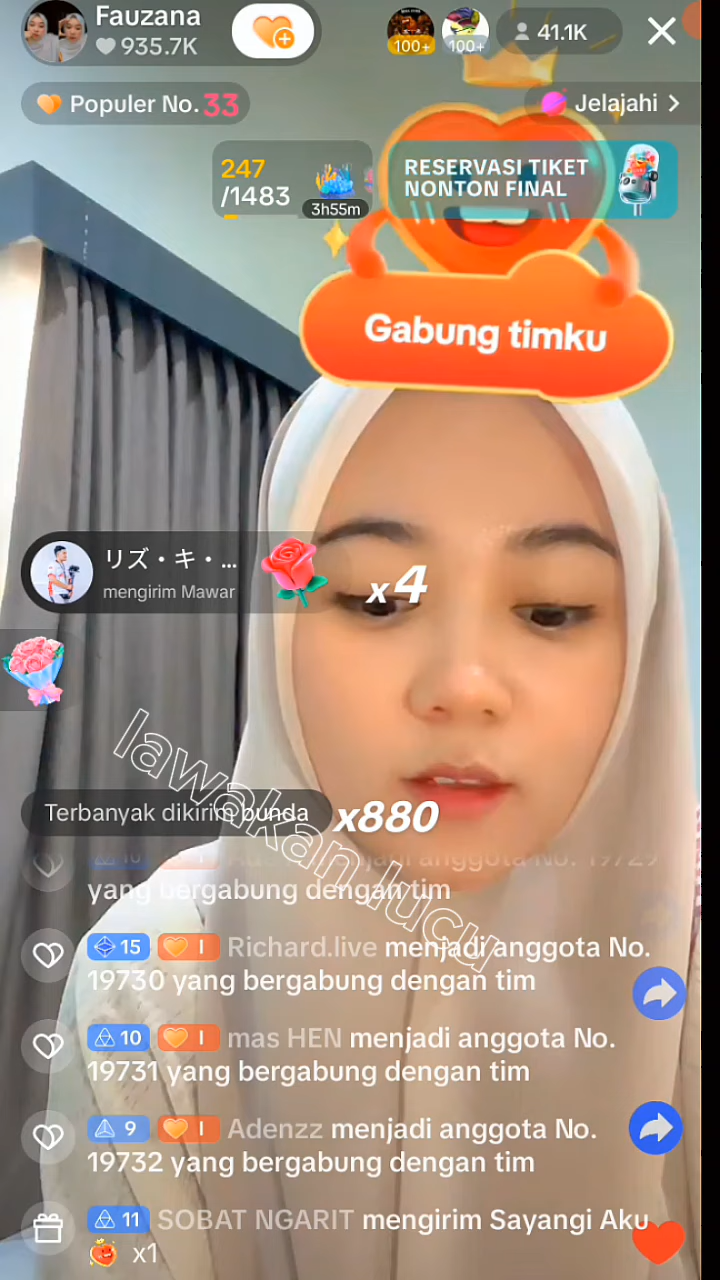 Fauzana
935.7K
100+
100+
41.1K
Populer No. 33
Jelajahi
247
/1483
3h55m
RESERVASI TIKET
NONTON FINAL
Gabung timku
リズ・キ・...
mengirim Mawar
x4
lawakan lucu
Terbanyak dikirim bunda
x880
anggota No. 19729
yang bergabung dengan tim
15 I Richard.live menjadi anggota No.
19730 yang bergabung dengan tim
10 I mas HEN menjadi anggota No.
19731 yang bergabung dengan tim
9 I Adenzz menjadi anggota No.
19732 yang bergabung dengan tim
11 SOBAT NGARIT mengirim Sayangi Aku
x1